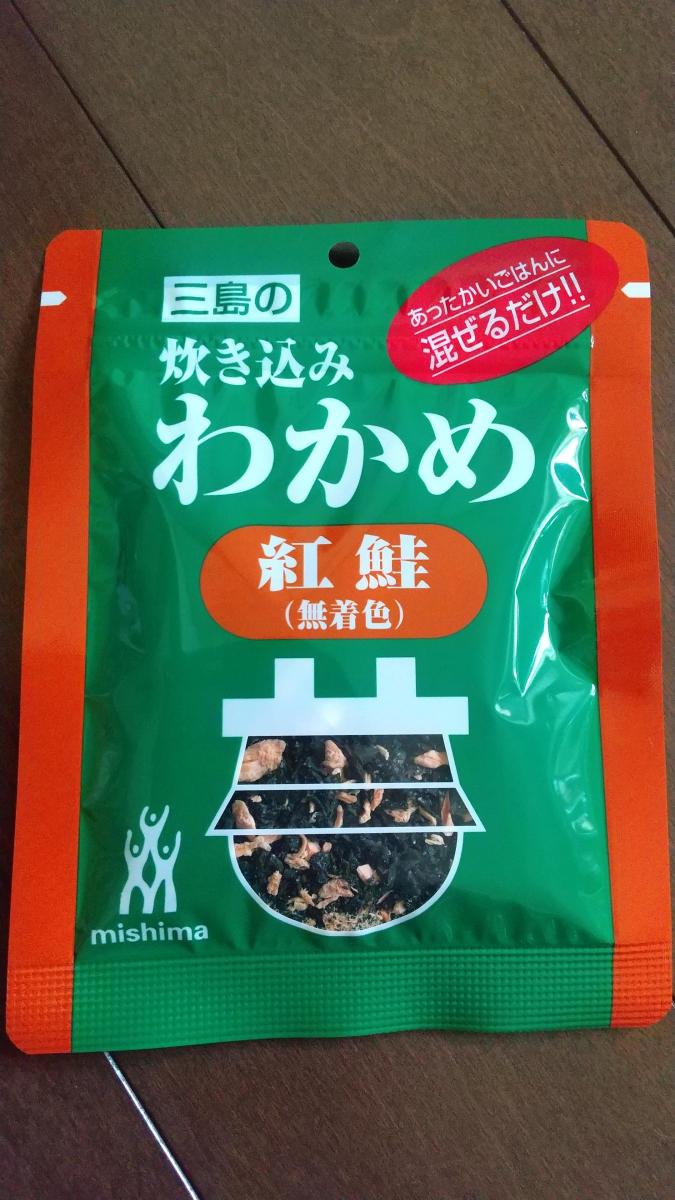 三島の
あったかいごはんに
混ぜるだけ!!
炊き込み
わかめ
紅鮭
(無着色)
mishima